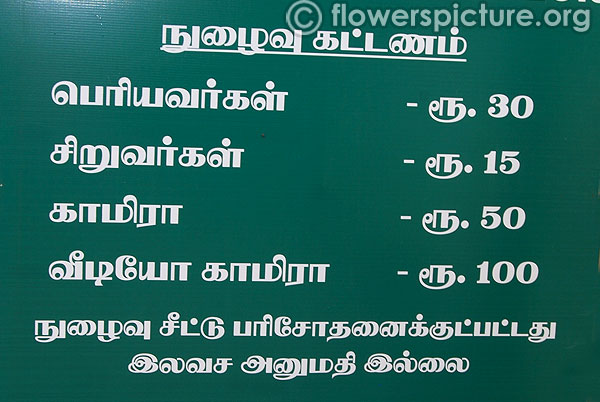 ©flowerspicture.org
நுழைவு கட்டணம்
பெரியவர்கள் - ரூ. 30
சிறுவர்கள் - ரூ. 15
காமிரா - ரூ. 50
வீடியோ காமிரா - ரூ. 100
நுழைவு சீட்டு பரிசோதனைக்குட்பட்டது
இலவச அனுமதி இல்லை